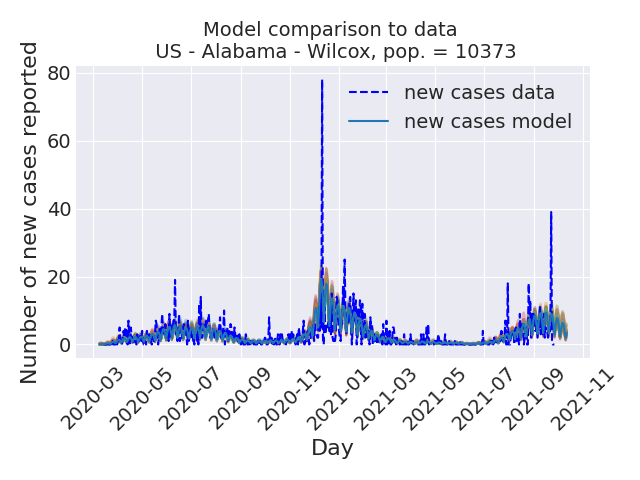 Model comparison to data
US - Alabama - Wilcox, pop. = 10373
Number of new cases reported
80
60
40
20
0
new cases data
new cases model
2020-03
2020-05
2020-07
2020-09
2020-11
2021-01
2021-03
2021-05
2021-07
2021-09
2021-11
Day